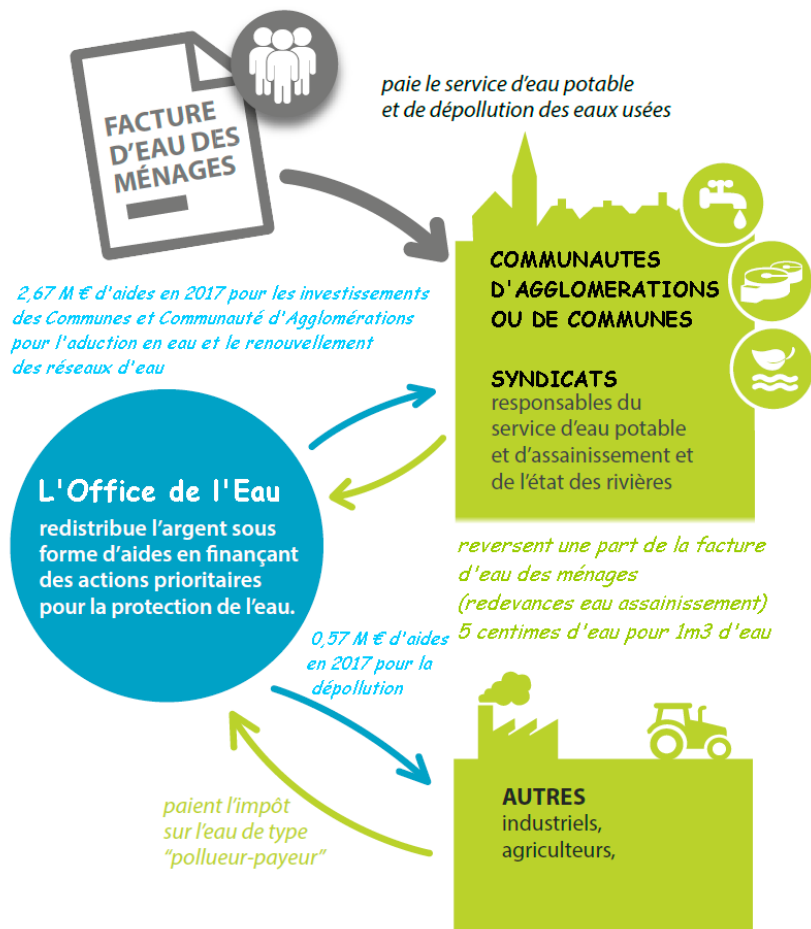 FACTURE
D'EAU DES
MÉNAGES
paie le service d'eau potable
et de dépollution des eaux usées
COMMUNAUTES
D'AGGLOMERATIONS
OU DE COMMUNES
SYNDICATS
responsables du
service d'eau potable
et d'assainissement et
de l'état des rivières
2,67 M € d'aides en 2017 pour les investissements
des Communes et Communauté d'Agglomérations
pour l'aduction en eau et le renouvellement
des réseaux d'eau
L'Office de l'Eau
redistribue l'argent sous
forme d'aides en finançant
des actions prioritaires
pour la protection de l'eau.
reversent une part de la facture
d'eau des ménages
(redevances eau assainissement)
5 centimes d'eau pour 1m3 d'eau
0,57 M € d'aides
en 2017 pour la
dépollution
paient l'impôt
sur l'eau de type
"pollueur-payeur"
AUTRES
industriels,
agriculteurs,